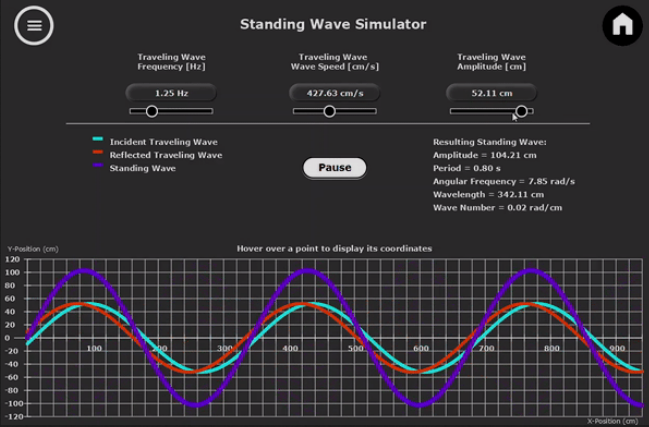 Standing Wave Simulator
Traveling Wave
Frequency [Hz]
Traveling Wave
Wave Speed [cm/s]
Traveling Wave
Amplitude [cm]
1.25 Hz
427.63 cm/s
52.11 cm
Incident Traveling Wave
Reflected Traveling Wave
Standing Wave
Pause
Resulting Standing Wave:
Amplitude = 104.21 cm
Period = 0.80 s
Angular Frequency = 7.85 rad/s
Wavelength = 342.11 cm
Wave Number = 0.02 rad/cm
Y-Position (cm)
Hover over a point to display its coordinates
120
100
80
60
40
20
0
-20
-40
-60
-80
-100
-120
100
200
300
400
500
600
700
800
900
X-Position (cm)